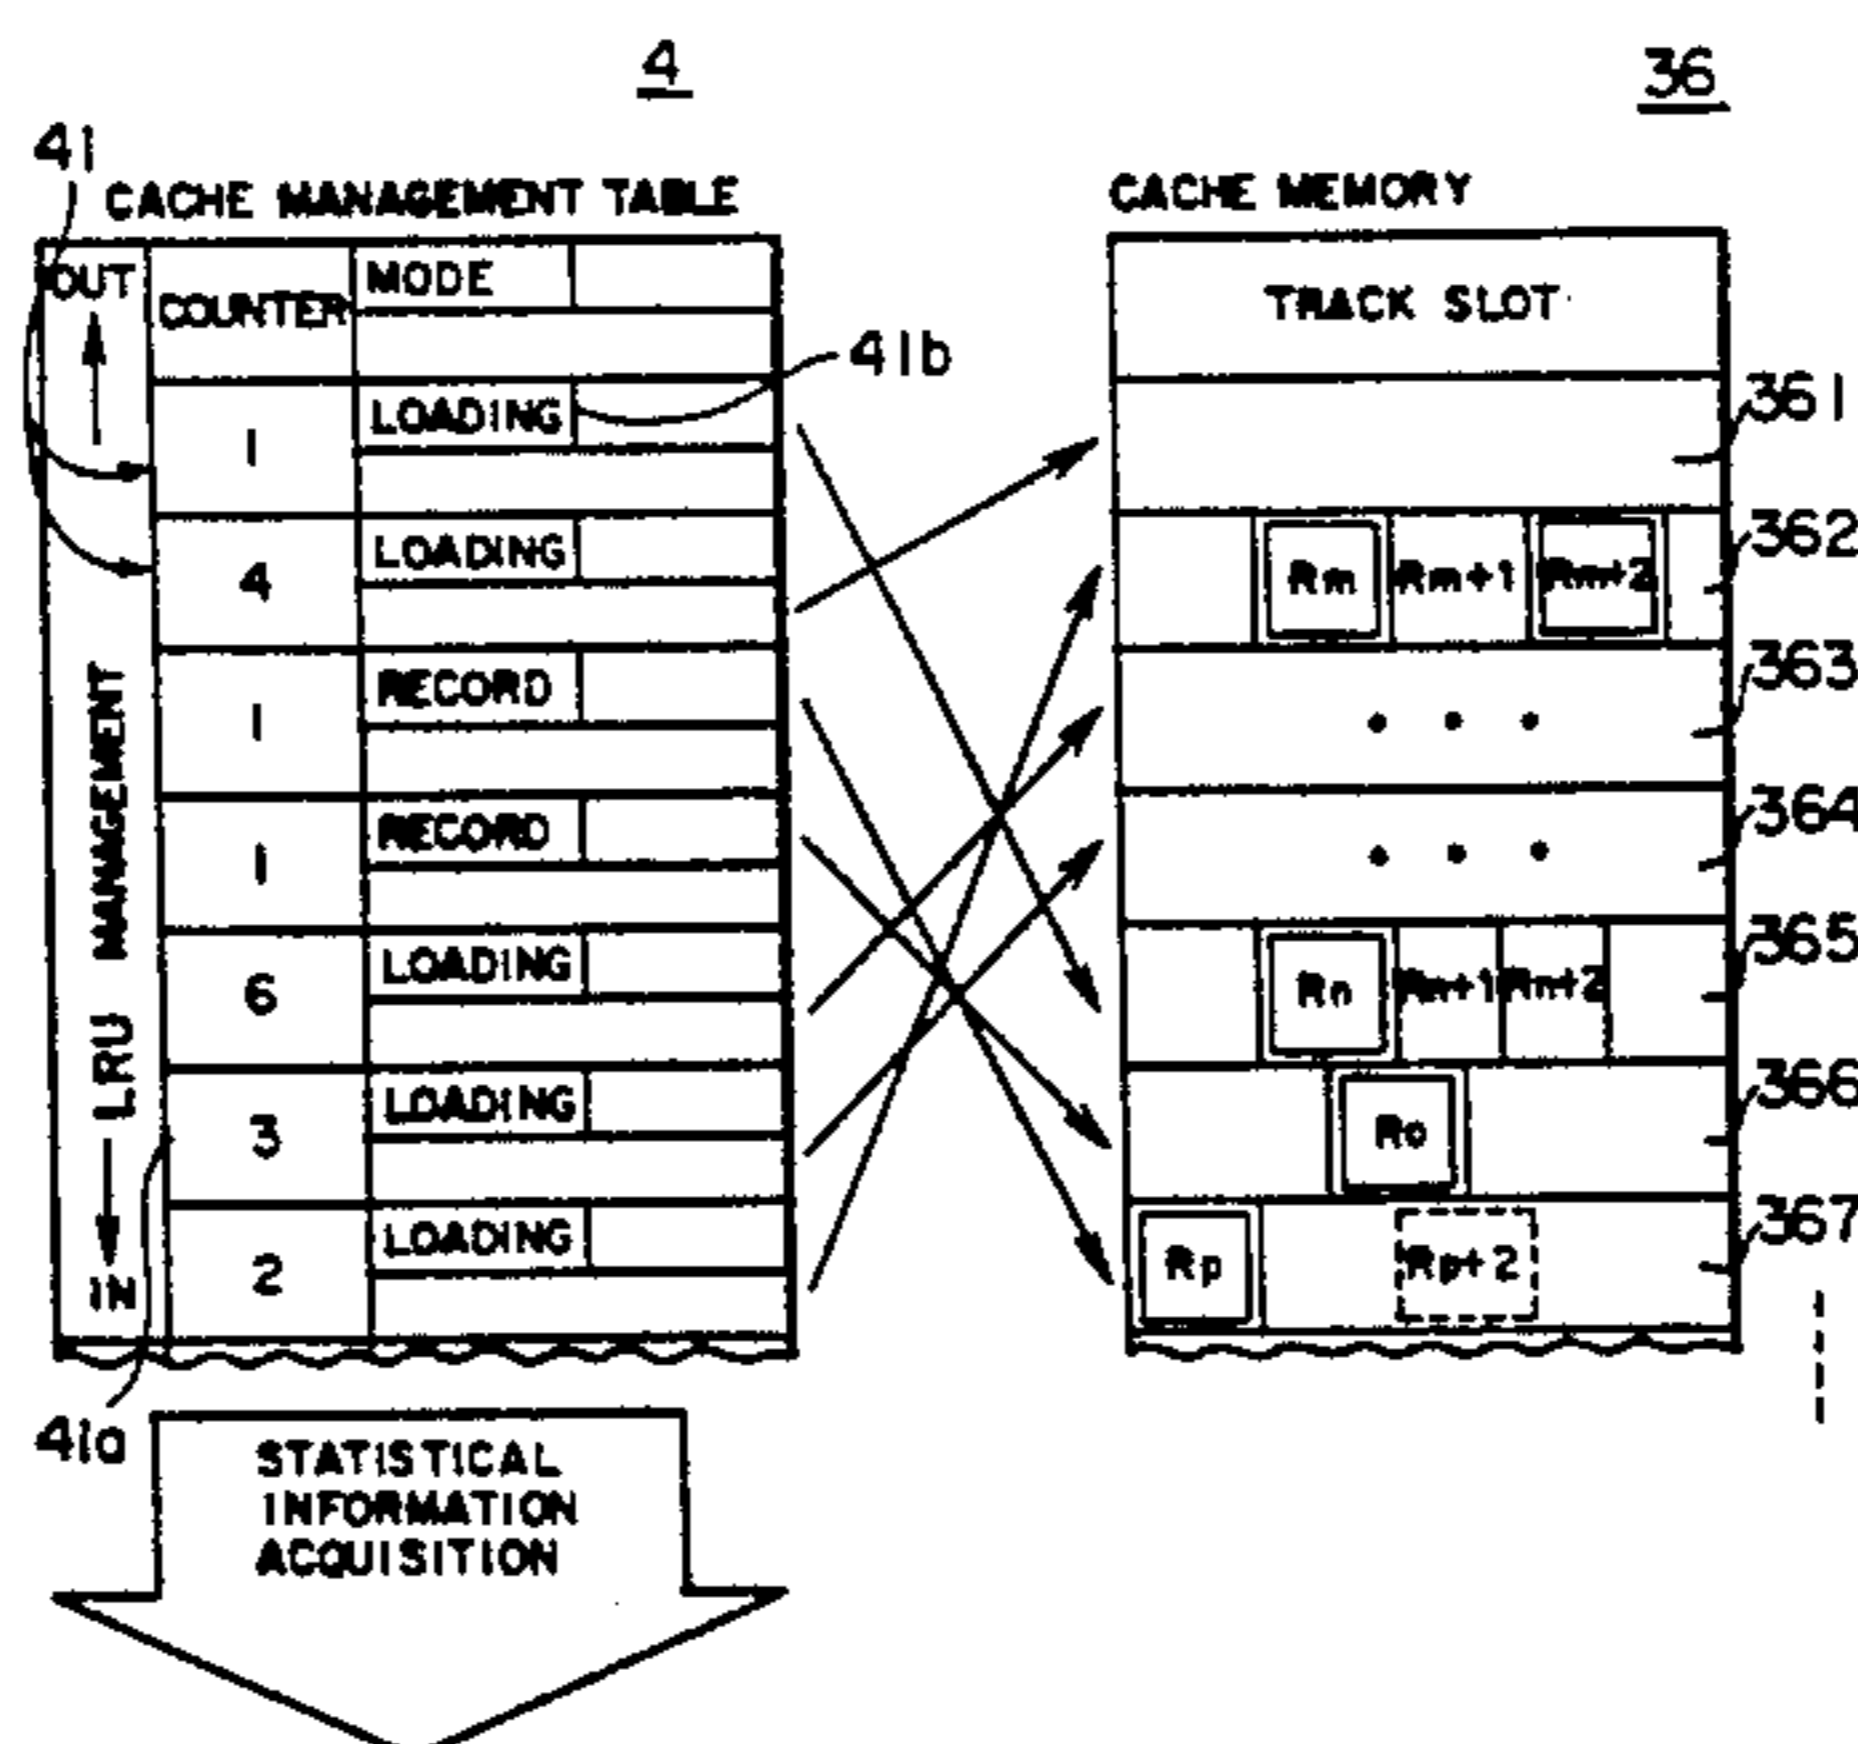 4
36
41
CACHE MANAGEMENT TABLE
CACHE MEMORY
OUT
COUNTER
MODE
TRACK SLOT
41b
1
LOADING
361
4
LOADING
Rm
Rm+1
Rm+2
362
1
RECORD
363
1
RECORD
364
6
LOADING
Rn
Rn+1
Rn+2
365
3
LOADING
Ro
366
2
LOADING
Rp
Rp+2
367
LRU MANAGEMENT
IN
41a
STATISTICAL
INFORMATION
ACQUISITION